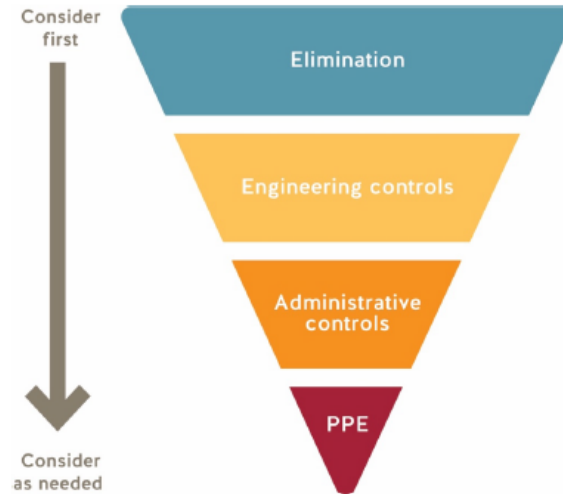 Consider
first
Elimination
Engineering controls
Administrative
controls
PPE
Consider
as needed